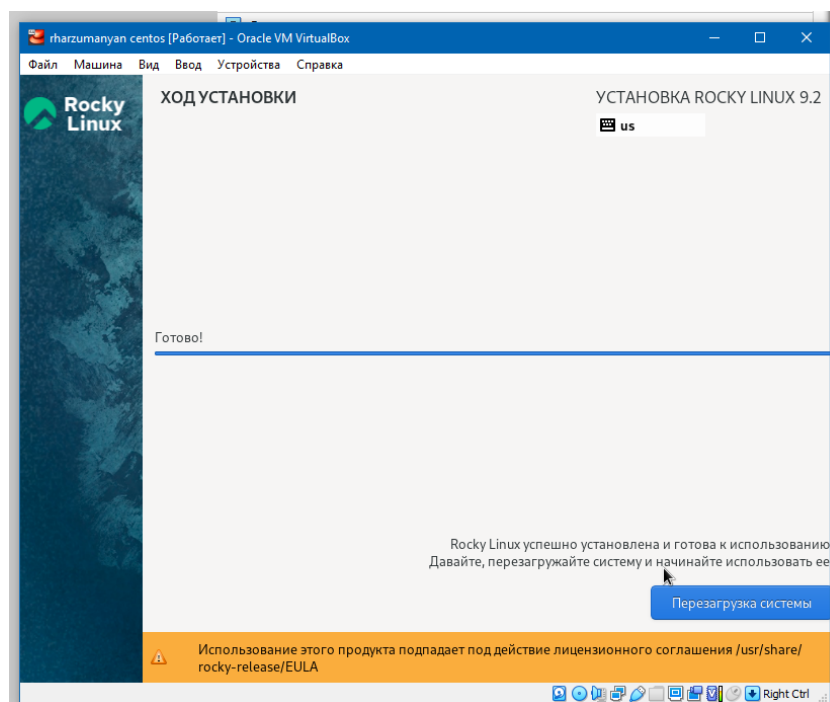 rharzumanyan centos [Работает] - Oracle VM VirtualBox
Файл Машина Вид Ввод Устройства Справка
Rocky
Linux
ХОД УСТАНОВКИ
УСТАНОВКА ROCKY LINUX 9.2
us
Готово!
Rocky Linux успешно установлена и готова к использованию
Давайте, перезагружайте систему и начинайте использовать ее
Перезагрузка системы
Использование этого продукта подпадает под действие лицензионного соглашения /usr/share/
rocky-release/EULA
Right Ctrl